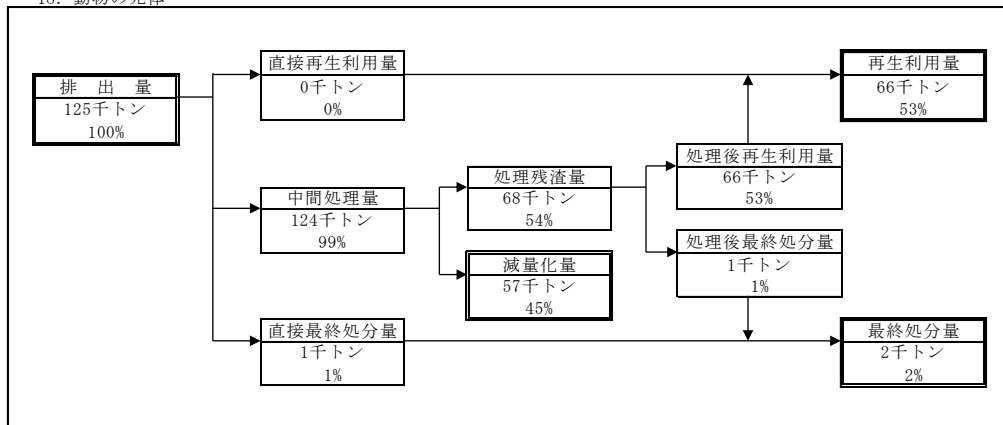 排 出 量
125千トン
100%
直接再生利用量
0千トン
0%
再生利用量
66千トン
53%
中間処理量
124千トン
99%
処理残渣量
68千トン
54%
処理後再生利用量
66千トン
53%
減量化量
57千トン
45%
処理後最終処分量
1千トン
1%
直接最終処分量
1千トン
1%
最終処分量
2千トン
2%